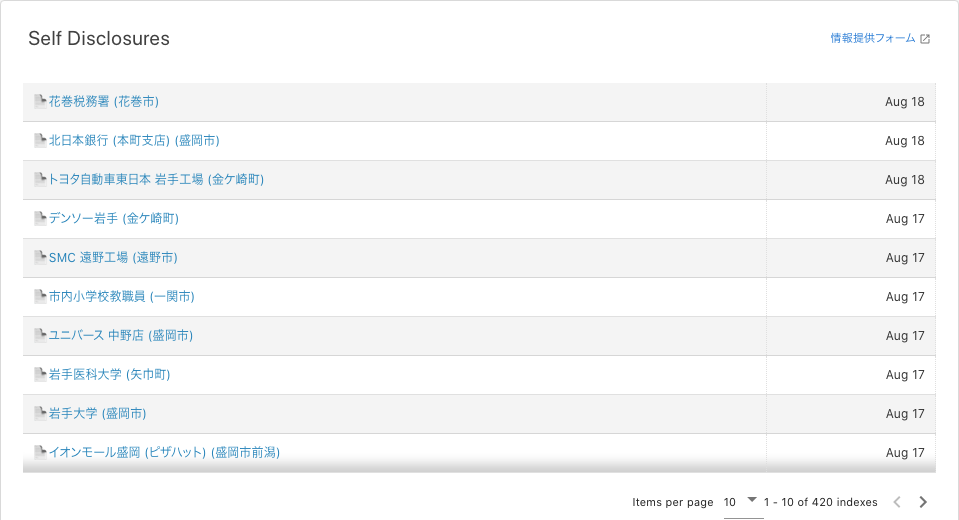 Self Disclosures
情報提供フォーム
花巻税務署 (花巻市) Aug 18
北日本銀行 (本町支店) (盛岡市) Aug 18
トヨタ自動車東日本 岩手工場 (金ケ崎町) Aug 18
デンソー岩手 (金ケ崎町) Aug 17
SMC 遠野工場 (遠野市) Aug 17
市内小学校教職員 (一関市) Aug 17
ユニバース 中野店 (盛岡市) Aug 17
岩手医科大学 (矢巾町) Aug 17
岩手大学 (盛岡市) Aug 17
イオンモール盛岡 (ピザハット) (盛岡市前潟) Aug 17
Items per page 10 1 - 10 of 420 indexes